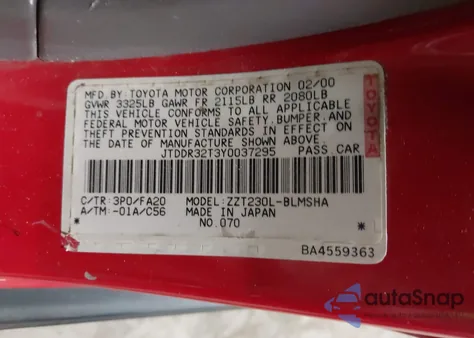 MFD.BY TOYOTA MOTOR CORPORATION 02/00
GVWR 3325LB GAWR FR 2115LB RR 2080LB
THIS VEHICLE CONFORMS TO ALL APPLICABLE
FEDERAL MOTOR VEHICLE SAFETY,BUMPER,AND
THEFT PREVENTION STANDARDS IN EFFECT ON
THE DATE OF MANUFACTURE SHOWN ABOVE.
JTDDR32T3Y0037295 PASS.CAR
TOYOTA
C/TR:3P0/FA20 MODEL:ZZT230L-BLMSHA
A/TM:-01A/C56 MADE IN JAPAN
NO.070
BA4559363
autoSnap